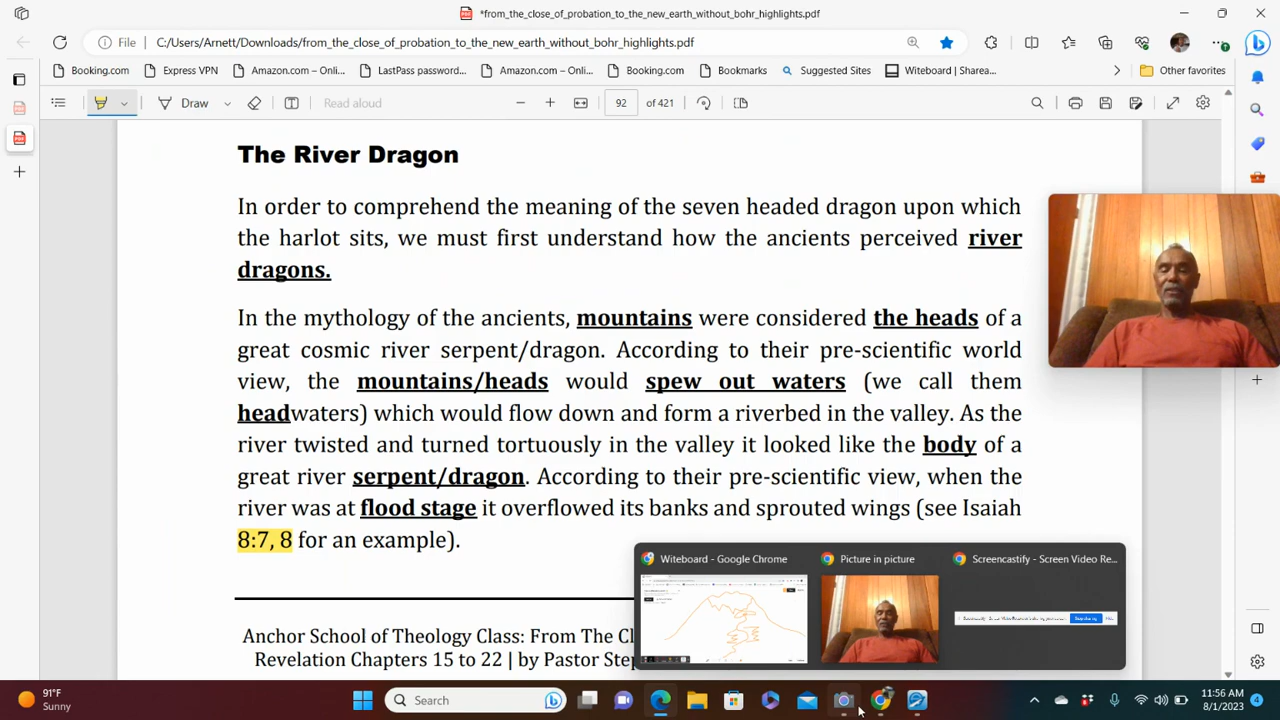 *from_the_close_of_probation_to_the_new_earth_without_bohr_highlights.pdf
File C:/Users/Arnett/Downloads/from_the_close_of_probation_to_the_new_earth_without_bohr_highlights.pdf
Booking.com Express VPN Amazon.com – Onli... LastPass password... Amazon.com – Onli... Booking.com Bookmarks Suggested Sites Witeboard | Sharea... Other favorites
Draw Read aloud 92 of 421
The River Dragon
In order to comprehend the meaning of the seven headed dragon upon which
the harlot sits, we must first understand how the ancients perceived river
dragons.
In the mythology of the ancients, mountains were considered the heads of a
great cosmic river serpent/dragon. According to their pre-scientific world
view, the mountains/heads would spew out waters (we call them
headwaters) which would flow down and form a riverbed in the valley. As the
river twisted and turned tortuously in the valley it looked like the body of a
great river serpent/dragon. According to their pre-scientific view, when the
river was at flood stage it overflowed its banks and sprouted wings (see Isaiah
8:7, 8 for an example).
Witeboard - Google Chrome Picture in picture Screencastify - Screen Video Re...
Anchor School of Theology Class: From The Cl
Revelation Chapters 15 to 22 | by Pastor Step
91°F
Sunny
Search
11:56 AM
8/1/2023